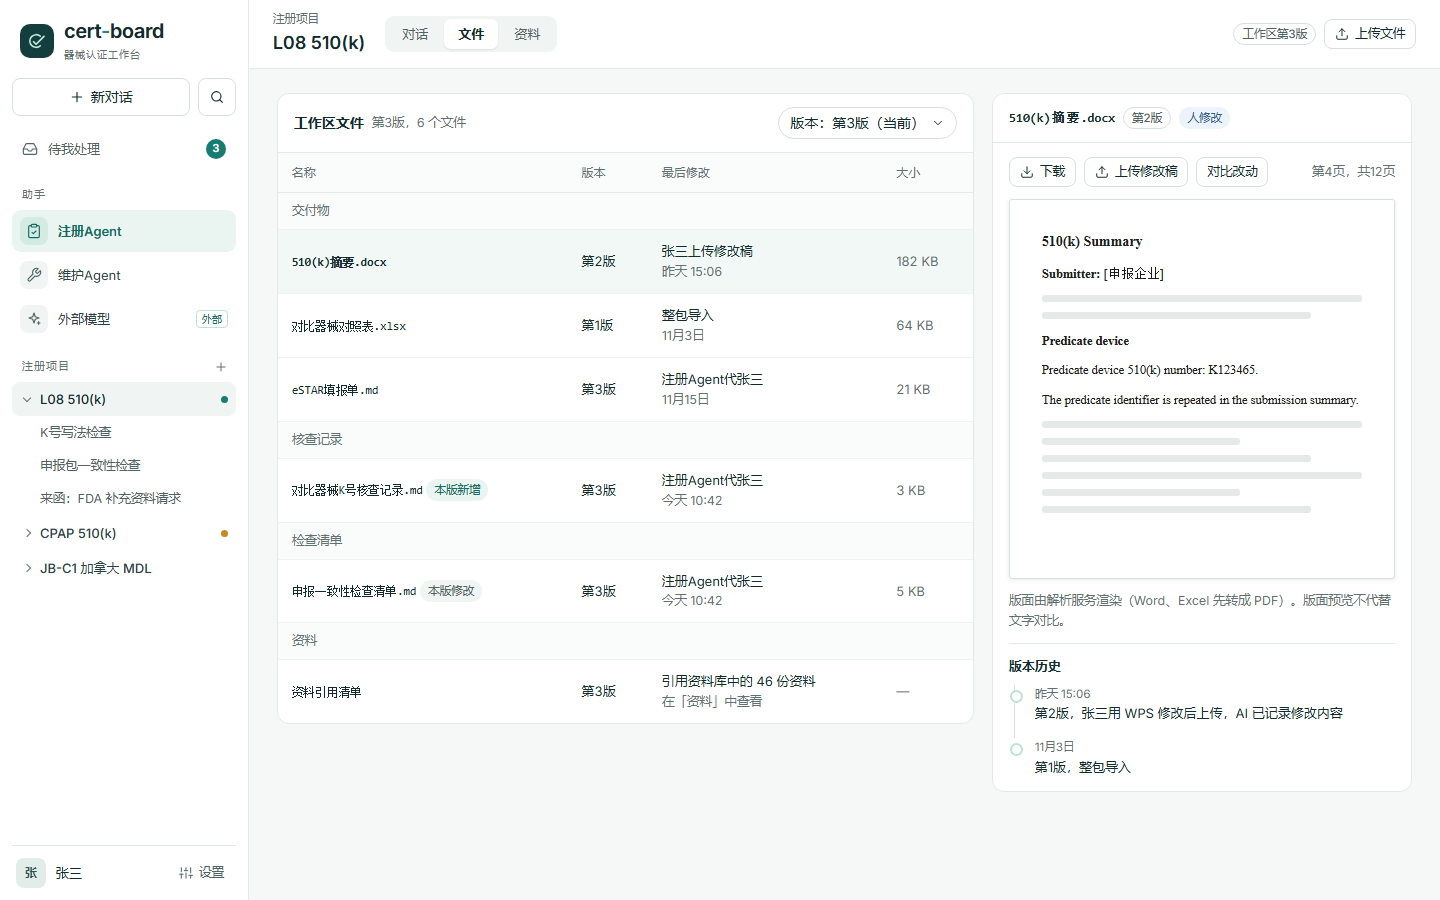 cert-board
器械认证工作台
新对话
待我处理
3
助手
注册Agent
维护Agent
外部模型
外部
注册项目
L08 510(k)
K号写法检查
申报包一致性检查
来函：FDA 补充资料请求
CPAP 510(k)
JB-C1 加拿大 MDL
张
张三
设置
注册项目
L08 510(k)
对话
文件
资料
工作区第3版
上传文件
工作区文件
第3版，6 个文件
版本：第3版（当前）
名称
版本
最后修改
大小
交付物
510(k)摘要.docx
第2版
张三上传修改稿
昨天 15:06
182 KB
对比器械对照表.xlsx
第1版
整包导入
11月3日
64 KB
eSTAR填报单.md
第3版
注册Agent代张三
11月15日
21 KB
核查记录
对比器械K号核查记录.md
本版新增
第3版
注册Agent代张三
今天 10:42
3 KB
检查清单
申报一致性检查清单.md
本版修改
第3版
注册Agent代张三
今天 10:42
5 KB
资料
资料引用清单
第3版
引用资料库中的 46 份资料
在「资料」中查看
—
510(k)摘要.docx
第2版
人修改
下载
上传修改稿
对比改动
第4页，共12页
510(k) Summary
Submitter: [申报企业]
Predicate device
Predicate device 510(k) number: K123465.
The predicate identifier is repeated in the submission summary.
版面由解析服务渲染（Word、Excel 先转成 PDF）。版面预览不代替
文字对比。
版本历史
昨天 15:06
第2版，张三用 WPS 修改后上传，AI 已记录修改内容
11月3日
第1版，整包导入